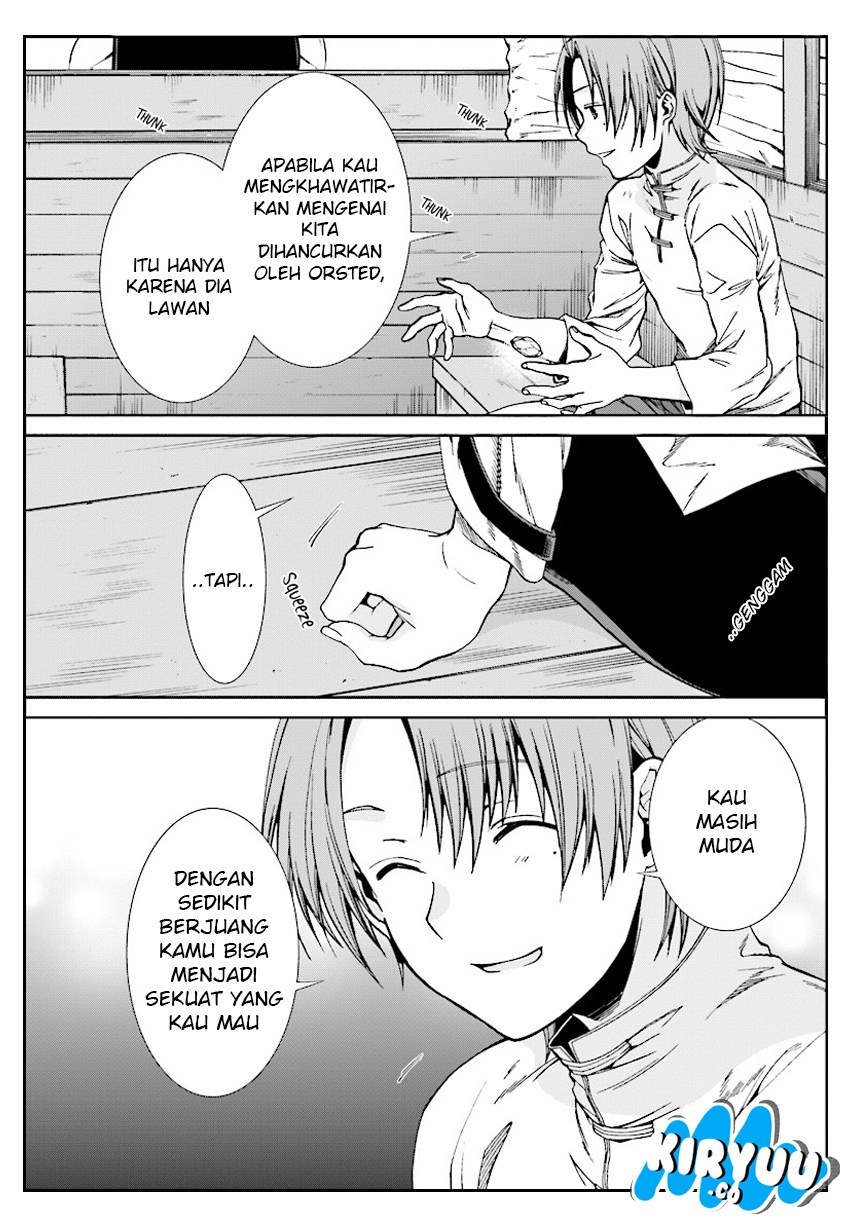 THUNK
THUNK
THUNK
APABILA KAU
MENGKHAWATIR-
KAN MENGENAI
KITA
DIHANCURKAN
OLEH ORSTED,
ITU HANYA
KARENA DIA
LAWAN
..TAPI..
Squeeze
..GENGGAM
KAU
MASIH
MUDA
DENGAN
SEDIKIT
BERJUANG
KAMU BISA
MENJADI
SEKUAT YANG
KAU MAU
KIRYUU
.CO